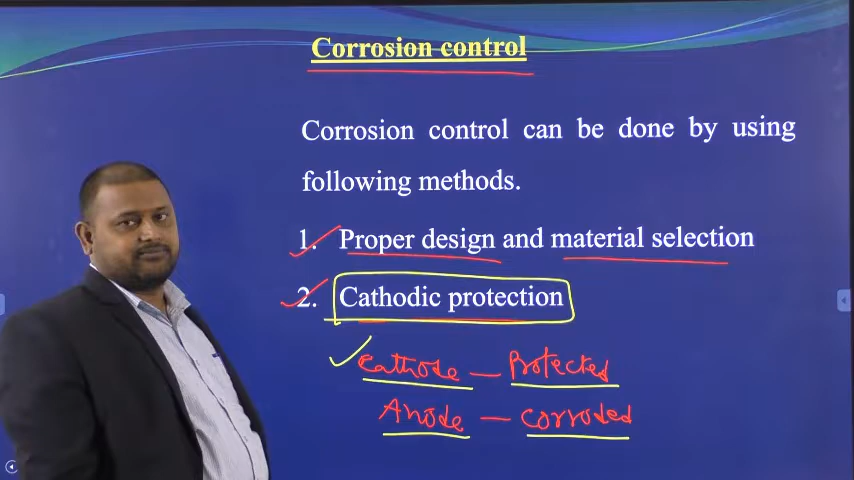 Corrosion control
Corrosion control can be done by using
following methods.
1. Proper design and material selection
2. Cathodic protection
Cathode — Protected
Anode — Corroded